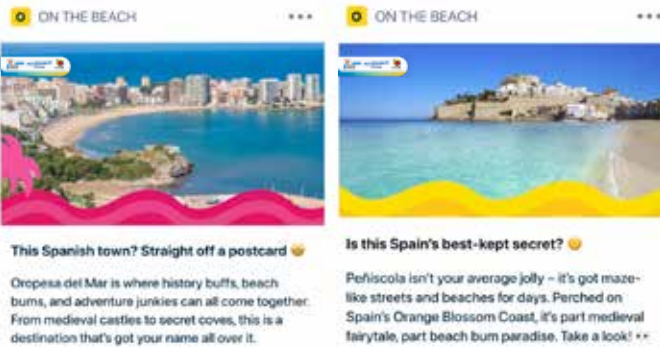 ON THE BEACH
This Spanish town? Straight off a postcard
Oropesa del Mar is where history buffs, beach
bums, and adventure junkies can all come together.
From medieval castles to secret coves, this is a
destination that's got your name all over it.
ON THE BEACH
Is this Spain's best-kept secret?
Peñíscola isn't your average jolly – it's got maze-
like streets and beaches for days. Perched on
Spain's Orange Blossom Coast, it's part medieval
fairytale, part beach bum paradise. Take a look!